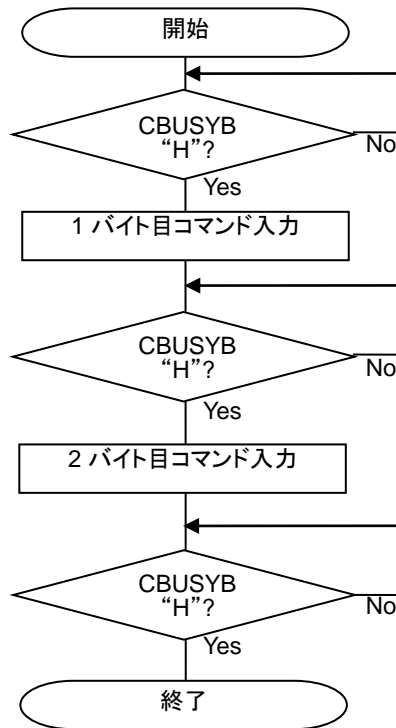 開始
CBUSYB
“H”?
No
Yes
1 バイト目コマンド入力
CBUSYB
“H”?
No
Yes
2 バイト目コマンド入力
CBUSYB
“H”?
No
Yes
終了